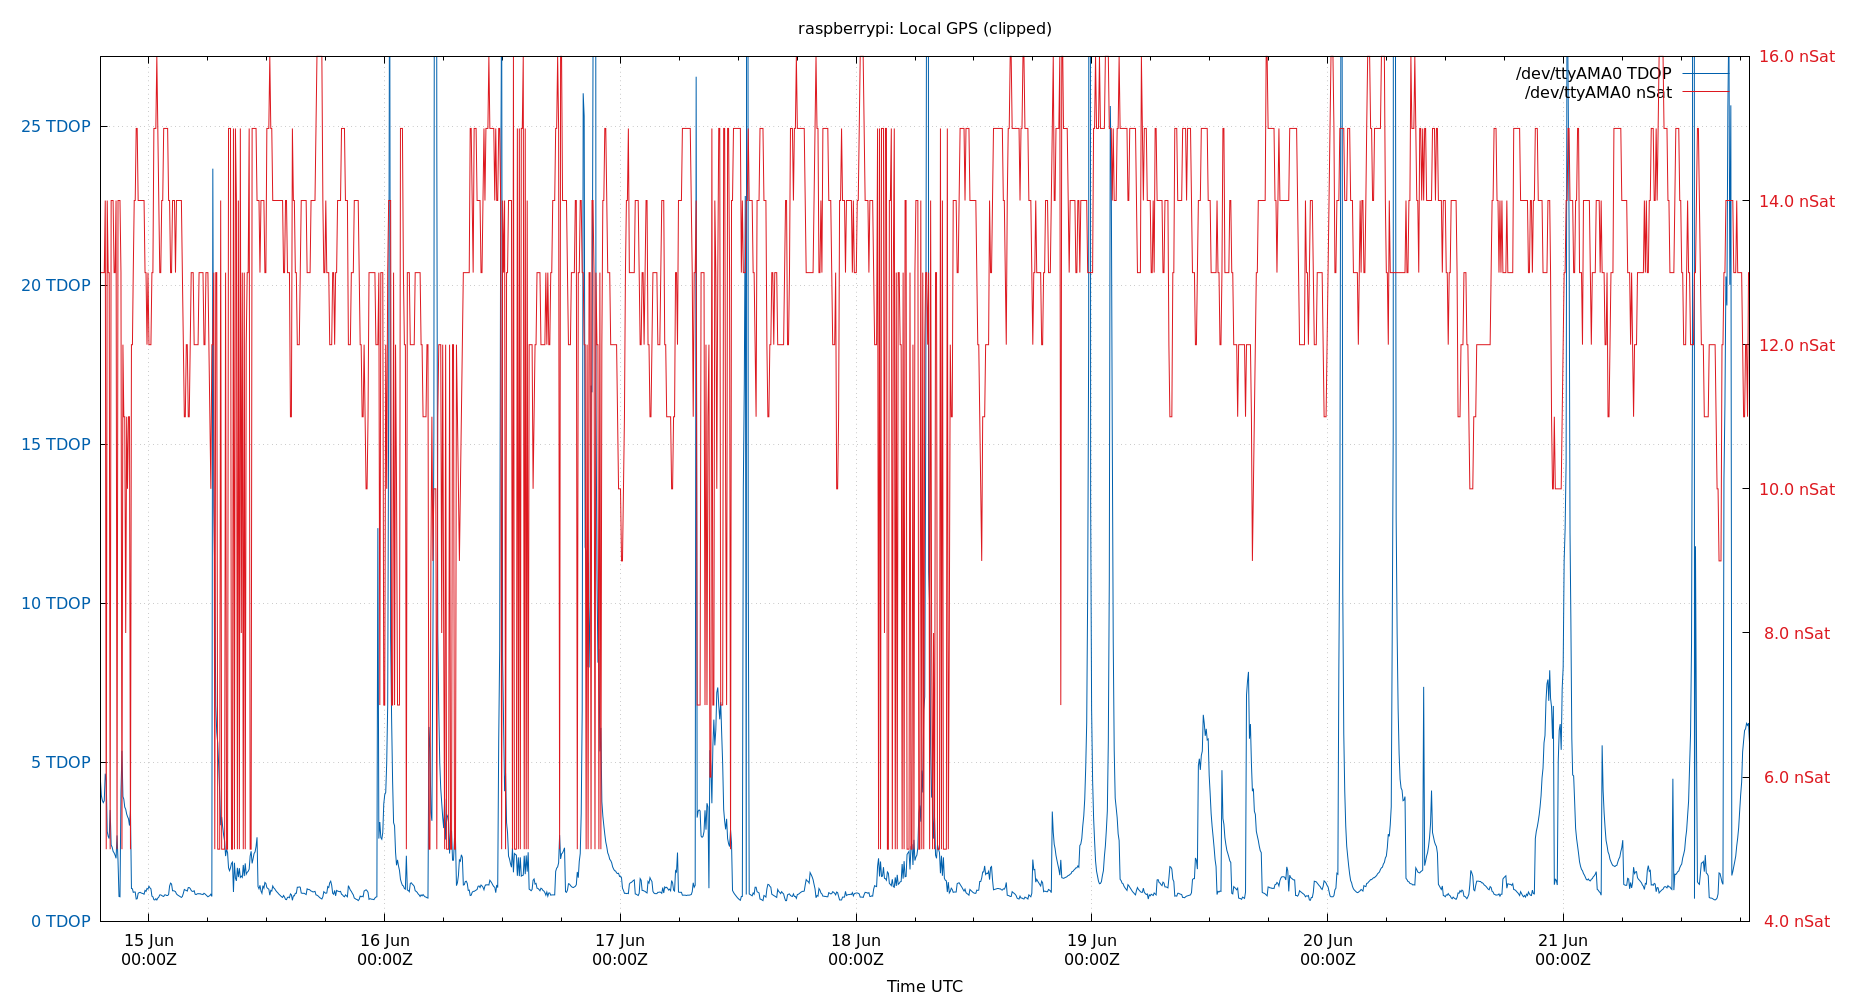 raspberrypi: Local GPS (clipped)
16.0 nSat
/dev/ttyAMA0 TDOP
/dev/ttyAMA0 nSat
25 TDOP
14.0 nSat
20 TDOP
12.0 nSat
15 TDOP
10.0 nSat
10 TDOP
8.0 nSat
5 TDOP
6.0 nSat
0 TDOP
4.0 nSat
15 Jun 16 Jun 17 Jun 18 Jun 19 Jun 20 Jun 21 Jun
00:00Z 00:00Z 00:00Z 00:00Z 00:00Z 00:00Z 00:00Z
Time UTC